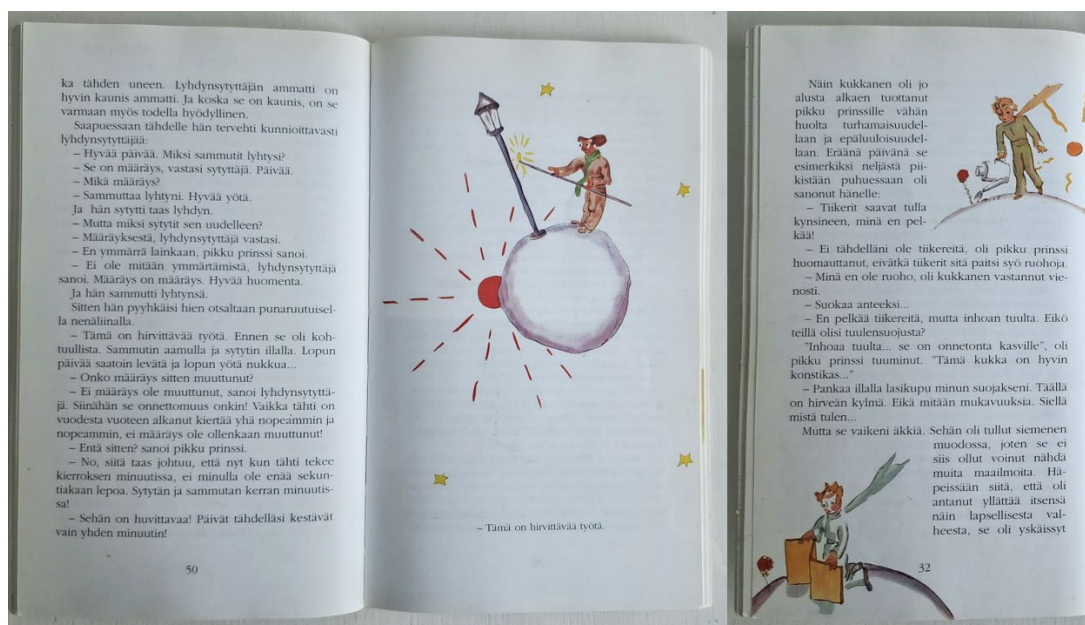 ka tähden uneen. Lyhdynsytyttäjän ammatti on
hyvin kaunis ammatti. Ja koska se on kaunis, on se
varmaan myös todella hyödyllinen.
Saapuessaan tähdelle hän tervehti kunnioittavasti
lyhdynsytyttäjää:
– Hyvää päivää. Miksi sammutit lyhtysi?
– Se on määräys, vastasi sytyttäjä. Päivää.
– Mikä määräys?
– Sammuttaa lyhtyni. Hyvää yötä.
Ja hän sytytti taas lyhdyn.
– Mutta miksi sytytit sen uudelleen?
– Määräyksestä, lyhdynsytyttäjä vastasi.
– En ymmärrä lainkaan, pikku prinssi sanoi.
– Ei ole mitään ymmärtämistä, lyhdynsytyttäjä
sanoi. Määräys on määräys. Hyvää huomenta.
Ja hän sammutti lyhtynsä.
Sitten hän pyyhkäisi hien otsaltaan punaruutuisel-
la nenäliinalla.
– Tämä on hirvittävää työtä. Ennen se oli koh-
tuullista. Sammutin aamulla ja sytytin illalla. Lopun
päivää saatoin levätä ja lopun yötä nukkua...
– Onko määräys sitten muuttunut?
– Ei määräys ole muuttunut, sanoi lyhdynsytyttä-
jä. Siinähän se onnettomuus onkin! Vaikka tähti on
vuodesta vuoteen alkanut kiertää yhä nopeammin ja
nopeammin, ei määräys ole ollenkaan muuttunut!
– Entä sitten? sanoi pikku prinssi.
– No, siitä taas johtuu, että nyt kun tähti tekee
kierroksen minuutissa, ei minulla ole enää sekun-
tiakaan lepoa. Sytytän ja sammutan kerran minuutis-
sa!
– Sehän on huvittavaa! Päivät tähdelläsi kestävät
vain yhden minuutin!
50
– Tämä on hirvittävää työtä.
Näin kukkanen oli jo
alusta alkaen tuottanut
pikku prinssille vähän
huolta turhamaisuudel-
laan ja epäluuloisuudel-
laan. Eräänä päivänä se
esimerkiksi neljästä pii-
kistään puhuessaan oli
sanonut hänelle:
– Tiikerit saavat tulla
kynsineen, minä en pel-
kää!
– Ei tähdelläni ole tiikereitä, oli pikku prinssi
huomauttanut, eivätkä tiikerit sitä paitsi syö ruohoja.
– Minä en ole ruoho, oli kukkanen vastannut vie-
nosti.
– Suokaa anteeksi...
– En pelkää tiikereitä, mutta inhoan tuulta. Eikö
teillä olisi tuulensuojusta?
"Inhoaa tuulta... se on onnetonta kasville", oli
pikku prinssi tuuminut. "Tämä kukka on hyvin
konstikas..."
– Pankaa illalla lasikupu minun suojakseni. Täällä
on hirveän kylmä. Eikä mitään mukavuuksia. Siellä
mistä tulen...
Mutta se vaikeni äkkiä. Sehän oli tullut siemenen
muodossa, joten se ei
siis ollut voinut nähdä
muita maailmoita. Hä-
peissään siitä, että oli
antanut yllättää itsensä
näin lapsellisesta val-
heesta, se oli yskäissyt
32